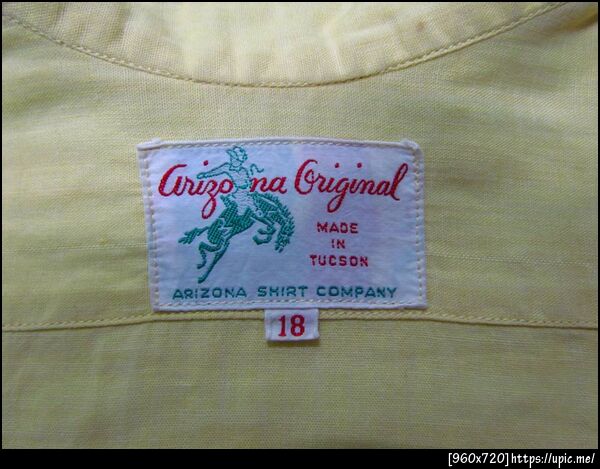 Arizona Original
MADE
IN
TUCSON
ARIZONA SHIRT COMPANY
18
[960x720]https://upic.me/